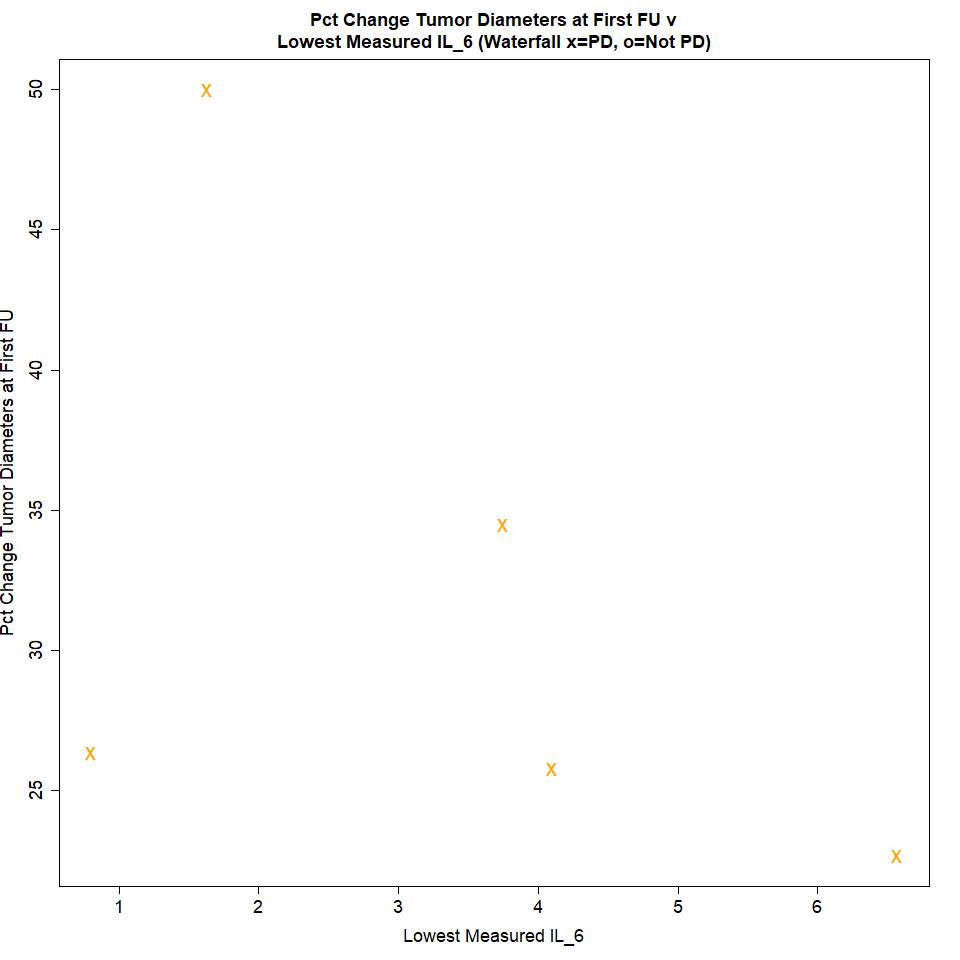 Pct Change Tumor Diameters at First FU v
Lowest Measured IL_6 (Waterfall x=PD, o=Not PD)
Pct Change Tumor Diameters at First FU
50
45
40
35
30
25
X
X
X
X
X
1 2 3 4 5 6
Lowest Measured IL_6